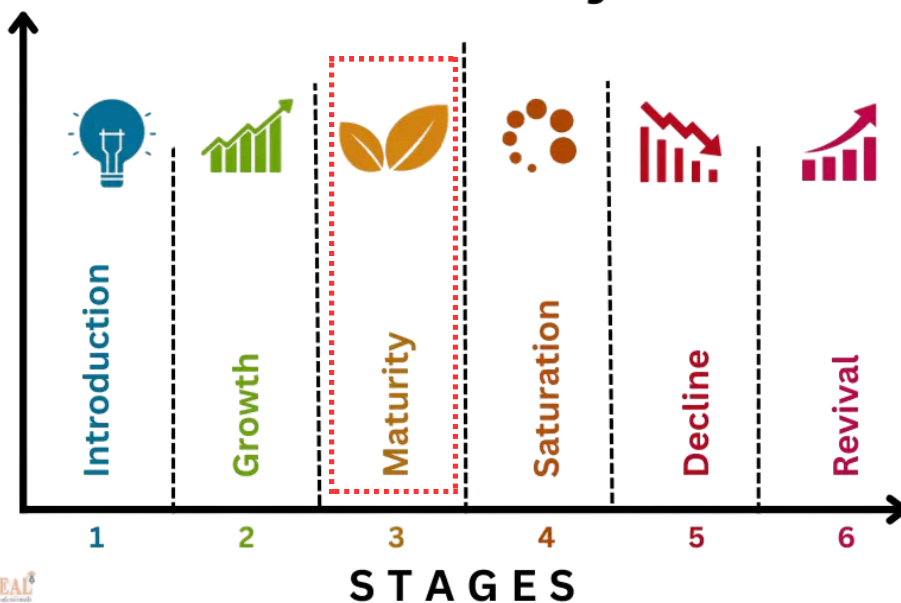 Introduction
Growth
Maturity
Saturation
Decline
Revival
1 2 3 4 5 6
STAGES